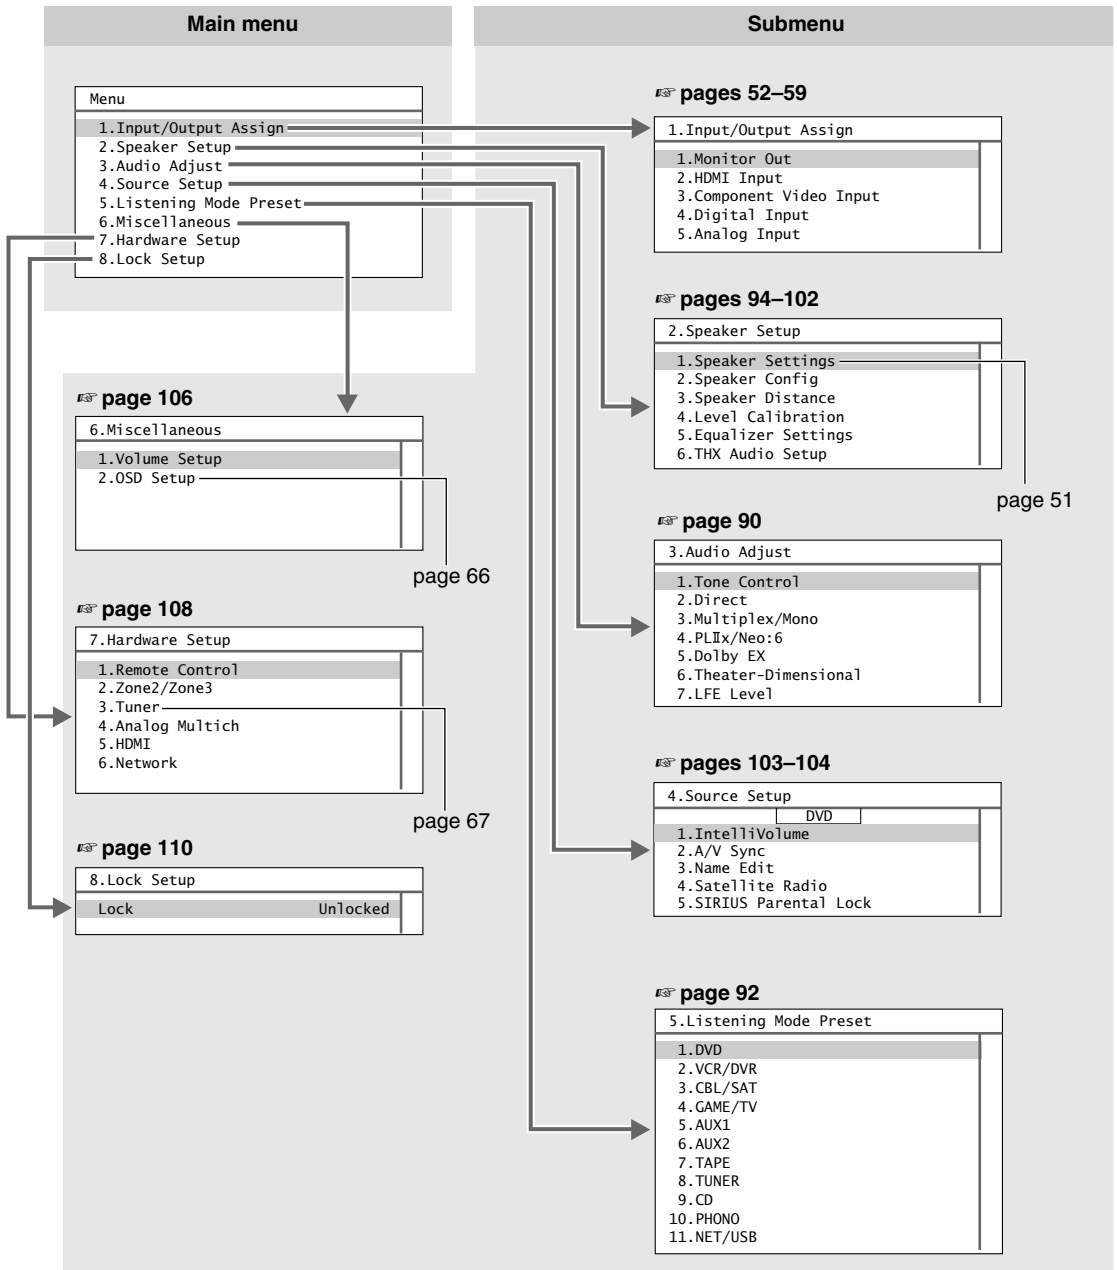 Main menu
Submenu
Menu
1.Input/Output Assign
2.Speaker Setup
3.Audio Adjust
4.Source Setup
5.Listening Mode Preset
6.Miscellaneous
7.Hardware Setup
8.Lock Setup
☞ page 106
6.Miscellaneous
1.Volume Setup
2.OSD Setup
page 66
☞ page 108
7.Hardware Setup
1.Remote Control
2.Zone2/Zone3
3.Tuner
4.Analog Multich
5.HDMI
6.Network
page 67
☞ page 110
8.Lock Setup
Lock Unlocked
☞ pages 52–59
1.Input/Output Assign
1.Monitor Out
2.HDMI Input
3.Component Video Input
4.Digital Input
5.Analog Input
☞ pages 94–102
2.Speaker Setup
1.Speaker Settings
2.Speaker Config
3.Speaker Distance
4.Level Calibration
5.Equalizer Settings
6.THX Audio Setup
page 51
☞ page 90
3.Audio Adjust
1.Tone Control
2.Direct
3.Multiplex/Mono
4.PLⅡx/Neo:6
5.Dolby EX
6.Theater-Dimensional
7.LFE Level
☞ pages 103–104
4.Source Setup
DVD
1.IntelliVolume
2.A/V Sync
3.Name Edit
4.Satellite Radio
5.SIRIUS Parental Lock
☞ page 92
5.Listening Mode Preset
1.DVD
2.VCR/DVR
3.CBL/SAT
4.GAME/TV
5.AUX1
6.AUX2
7.TAPE
8.TUNER
9.CD
10.PHONO
11.NET/USB